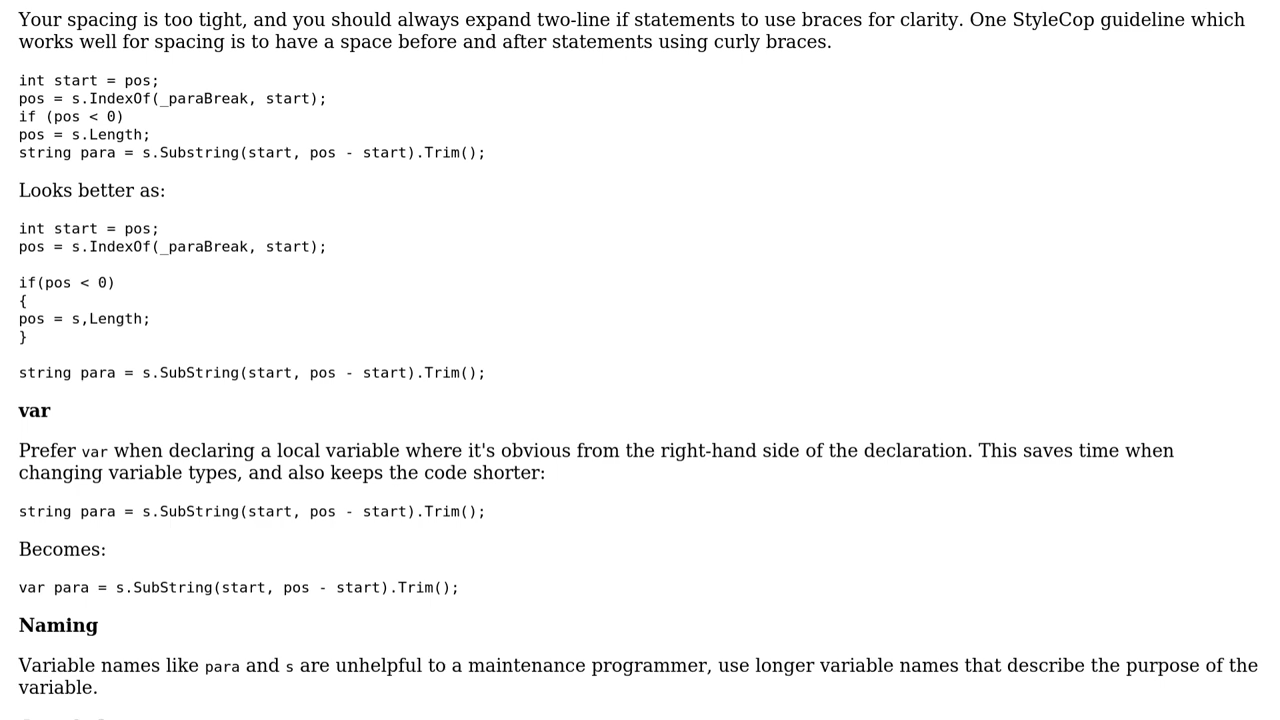 Your spacing is too tight, and you should always expand two-line if statements to use braces for clarity. One StyleCop guideline which
works well for spacing is to have a space before and after statements using curly braces.
int start = pos;
pos = s.IndexOf(_paraBreak, start);
if (pos < 0)
pos = s.Length;
string para = s.Substring(start, pos - start).Trim();
Looks better as:
int start = pos;
pos = s.IndexOf(_paraBreak, start);
if(pos < 0)
{
pos = s,Length;
}
string para = s.SubString(start, pos - start).Trim();
var
Prefer var when declaring a local variable where it's obvious from the right-hand side of the declaration. This saves time when
changing variable types, and also keeps the code shorter:
string para = s.SubString(start, pos - start).Trim();
Becomes:
var para = s.SubString(start, pos - start).Trim();
Naming
Variable names like para and s are unhelpful to a maintenance programmer, use longer variable names that describe the purpose of the
variable.